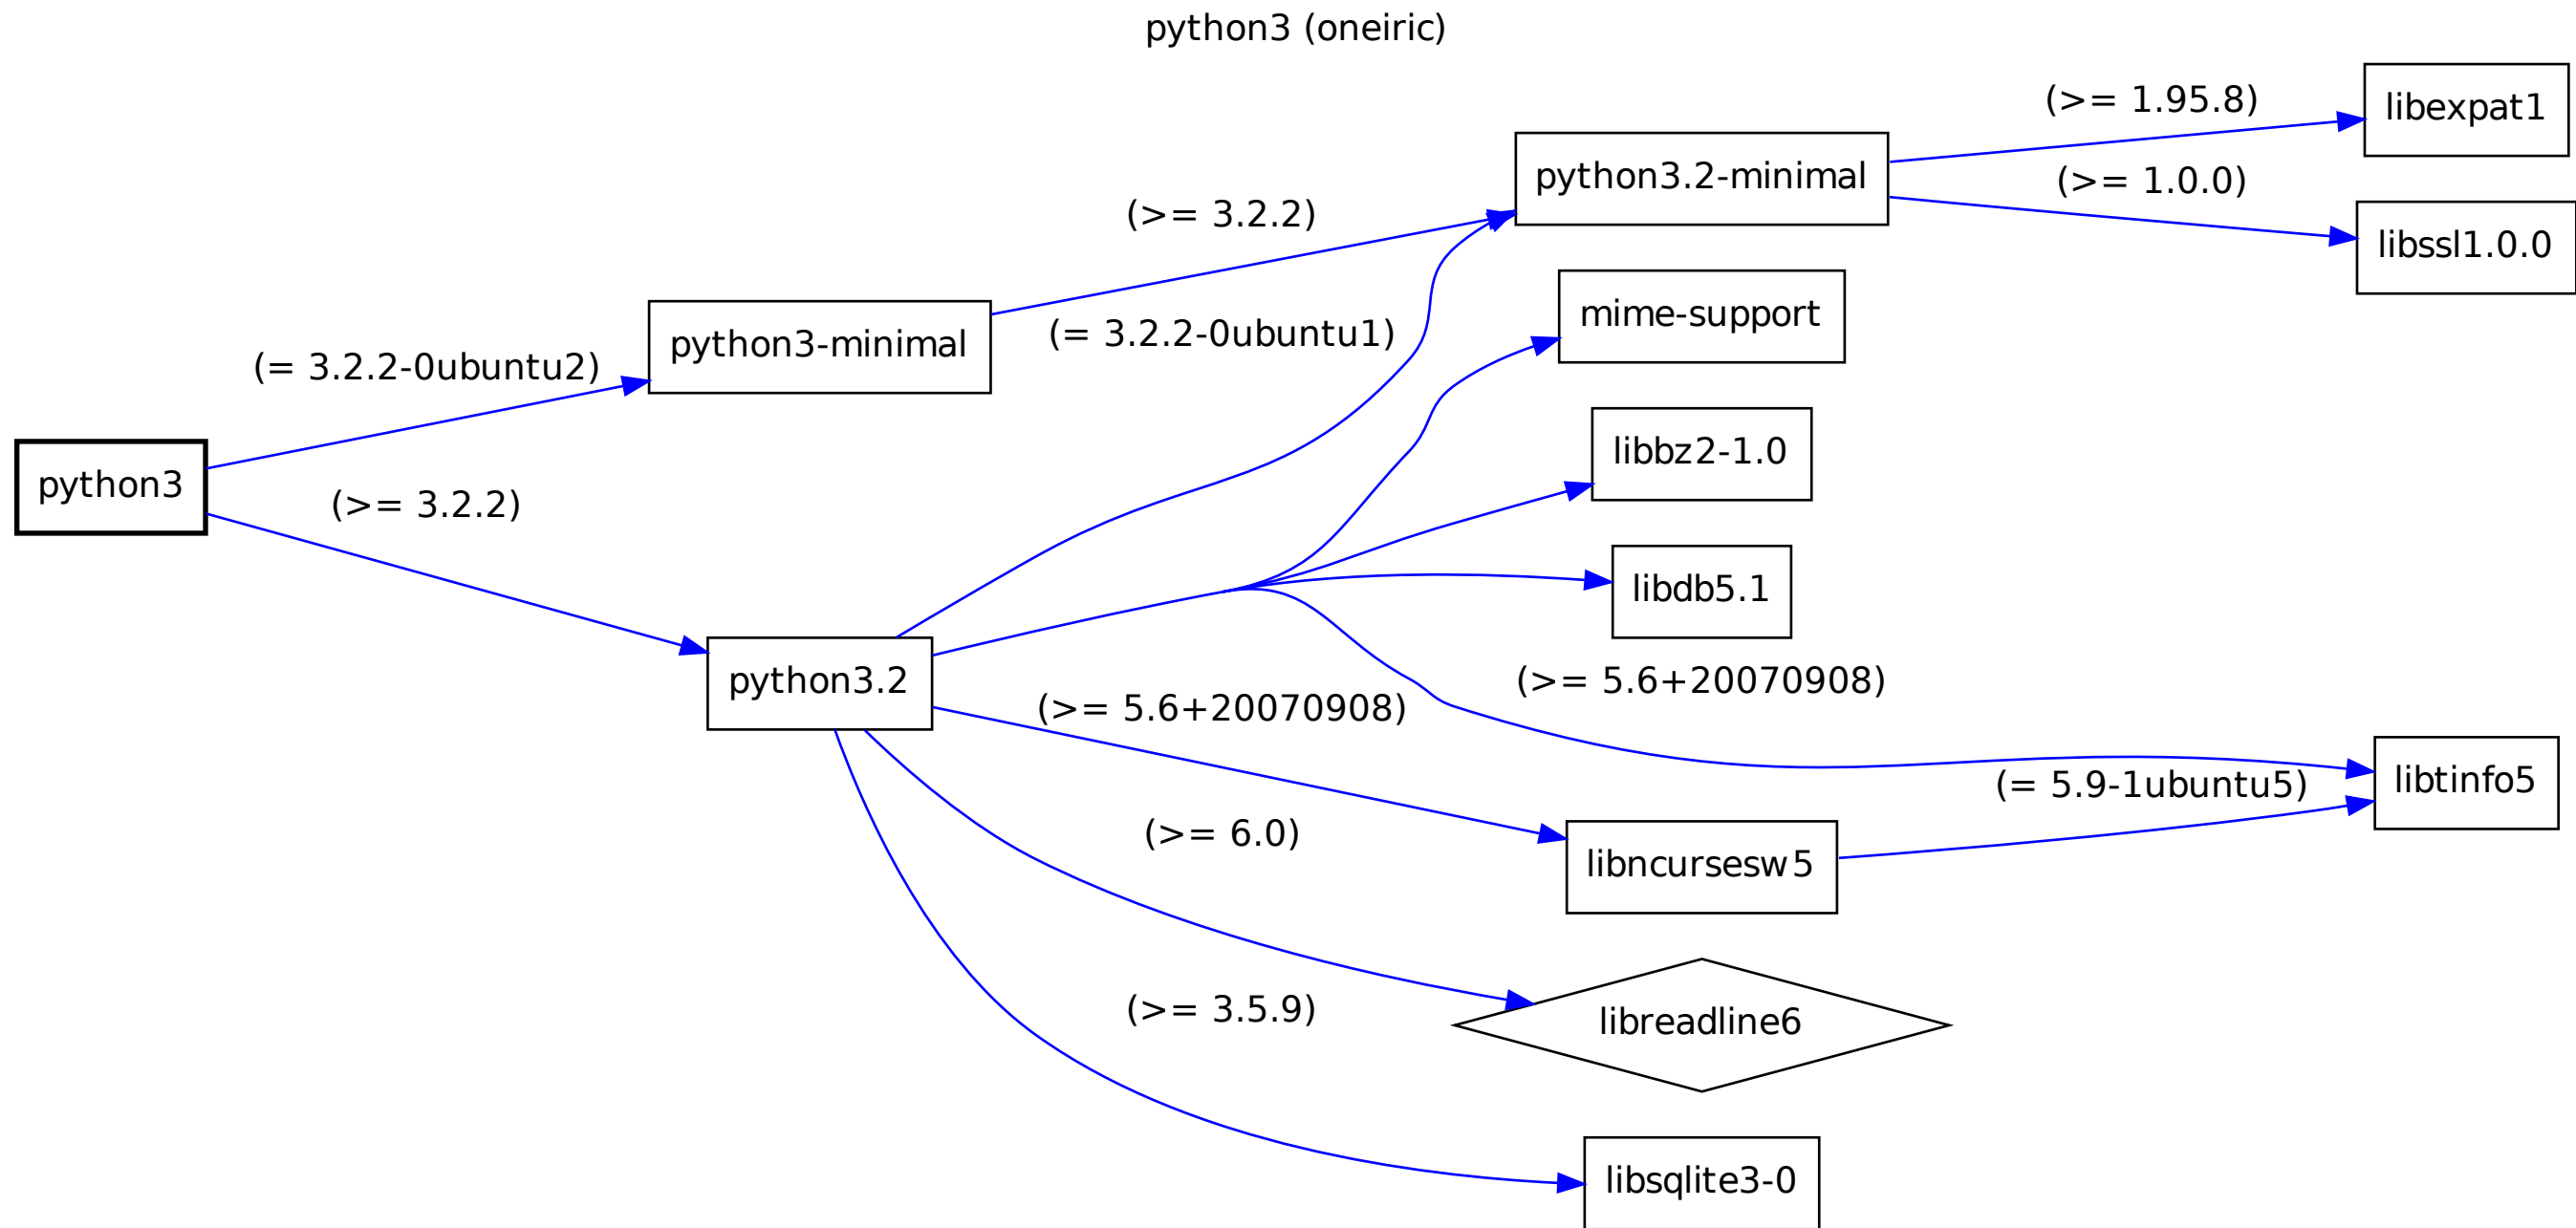 python3 (oneiric)
(>= 1.95.8)
libexpat1
python3.2-minimal
(>= 1.0.0)
(>= 3.2.2)
libssl1.0.0
mime-support
(= 3.2.2-0ubuntu1)
python3-minimal
(= 3.2.2-0ubuntu2)
libbz2-1.0
python3
(>= 3.2.2)
libdb5.1
python3.2
(>= 5.6+20070908)
(>= 5.6+20070908)
libtinfo5
(= 5.9-1ubuntu5)
(>= 6.0)
libncursesw5
(>= 3.5.9)
libreadline6
libsqlite3-0